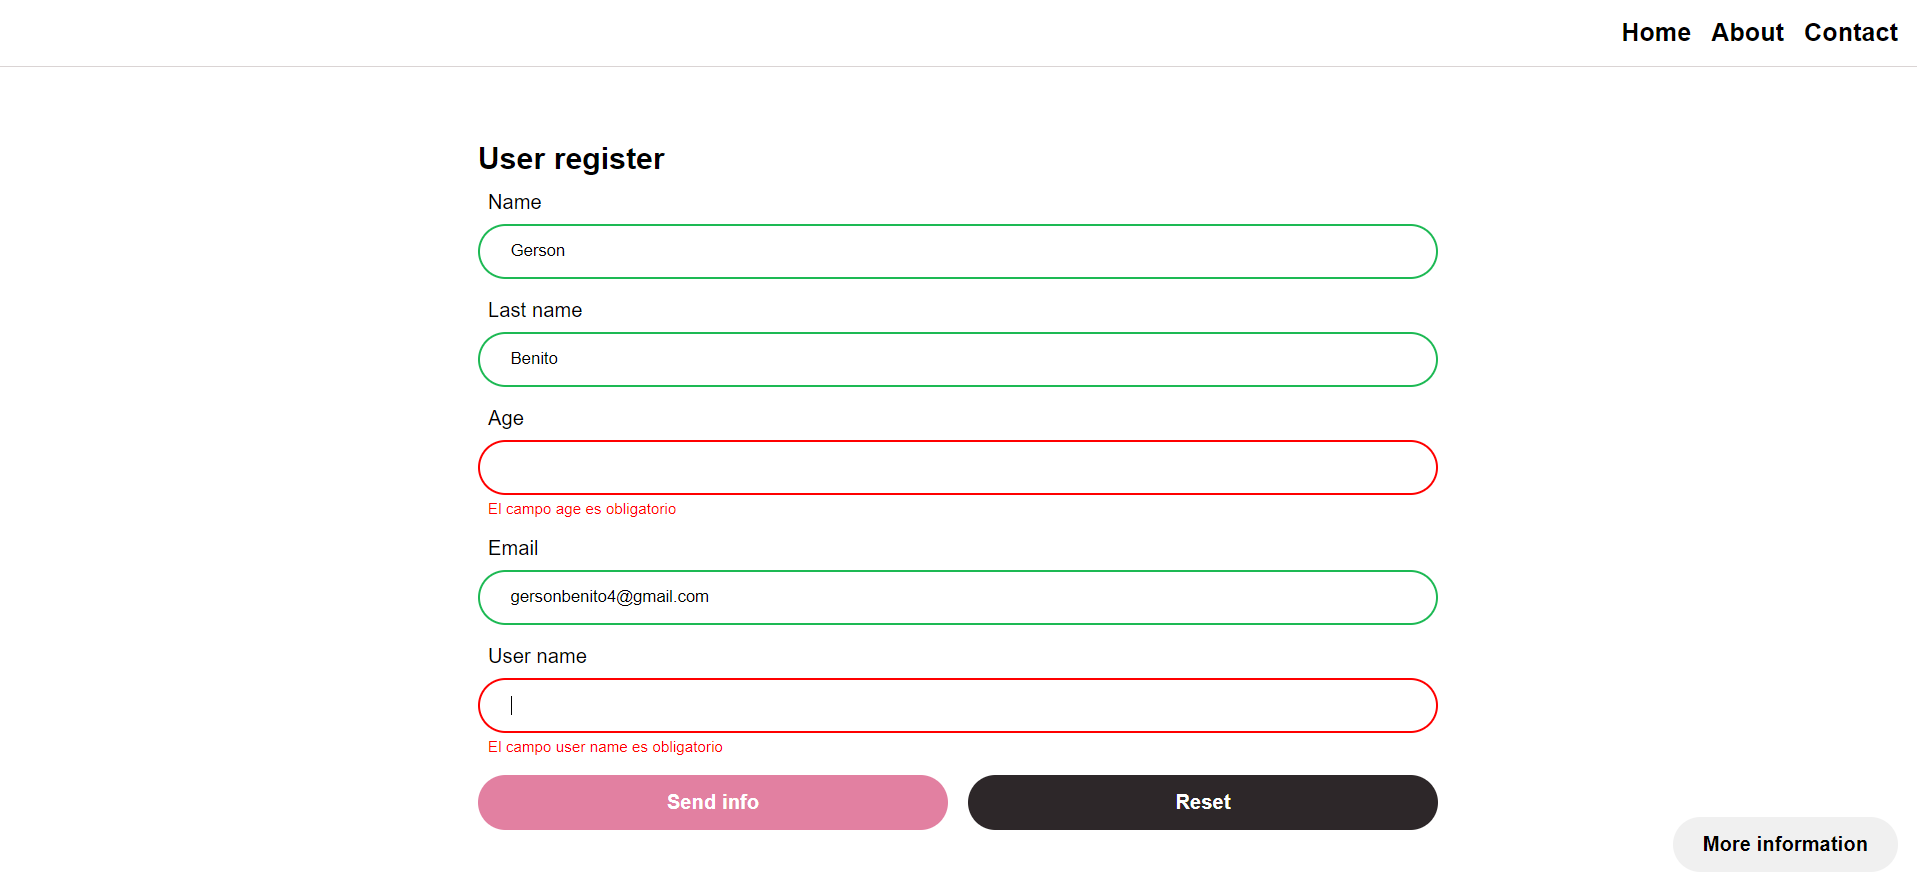 Home About Contact
User register
Name
Gerson
Last name
Benito
Age
El campo age es obligatorio
Email
gersonbenito4@gmail.com
User name
El campo user name es obligatorio
Send info Reset
More information